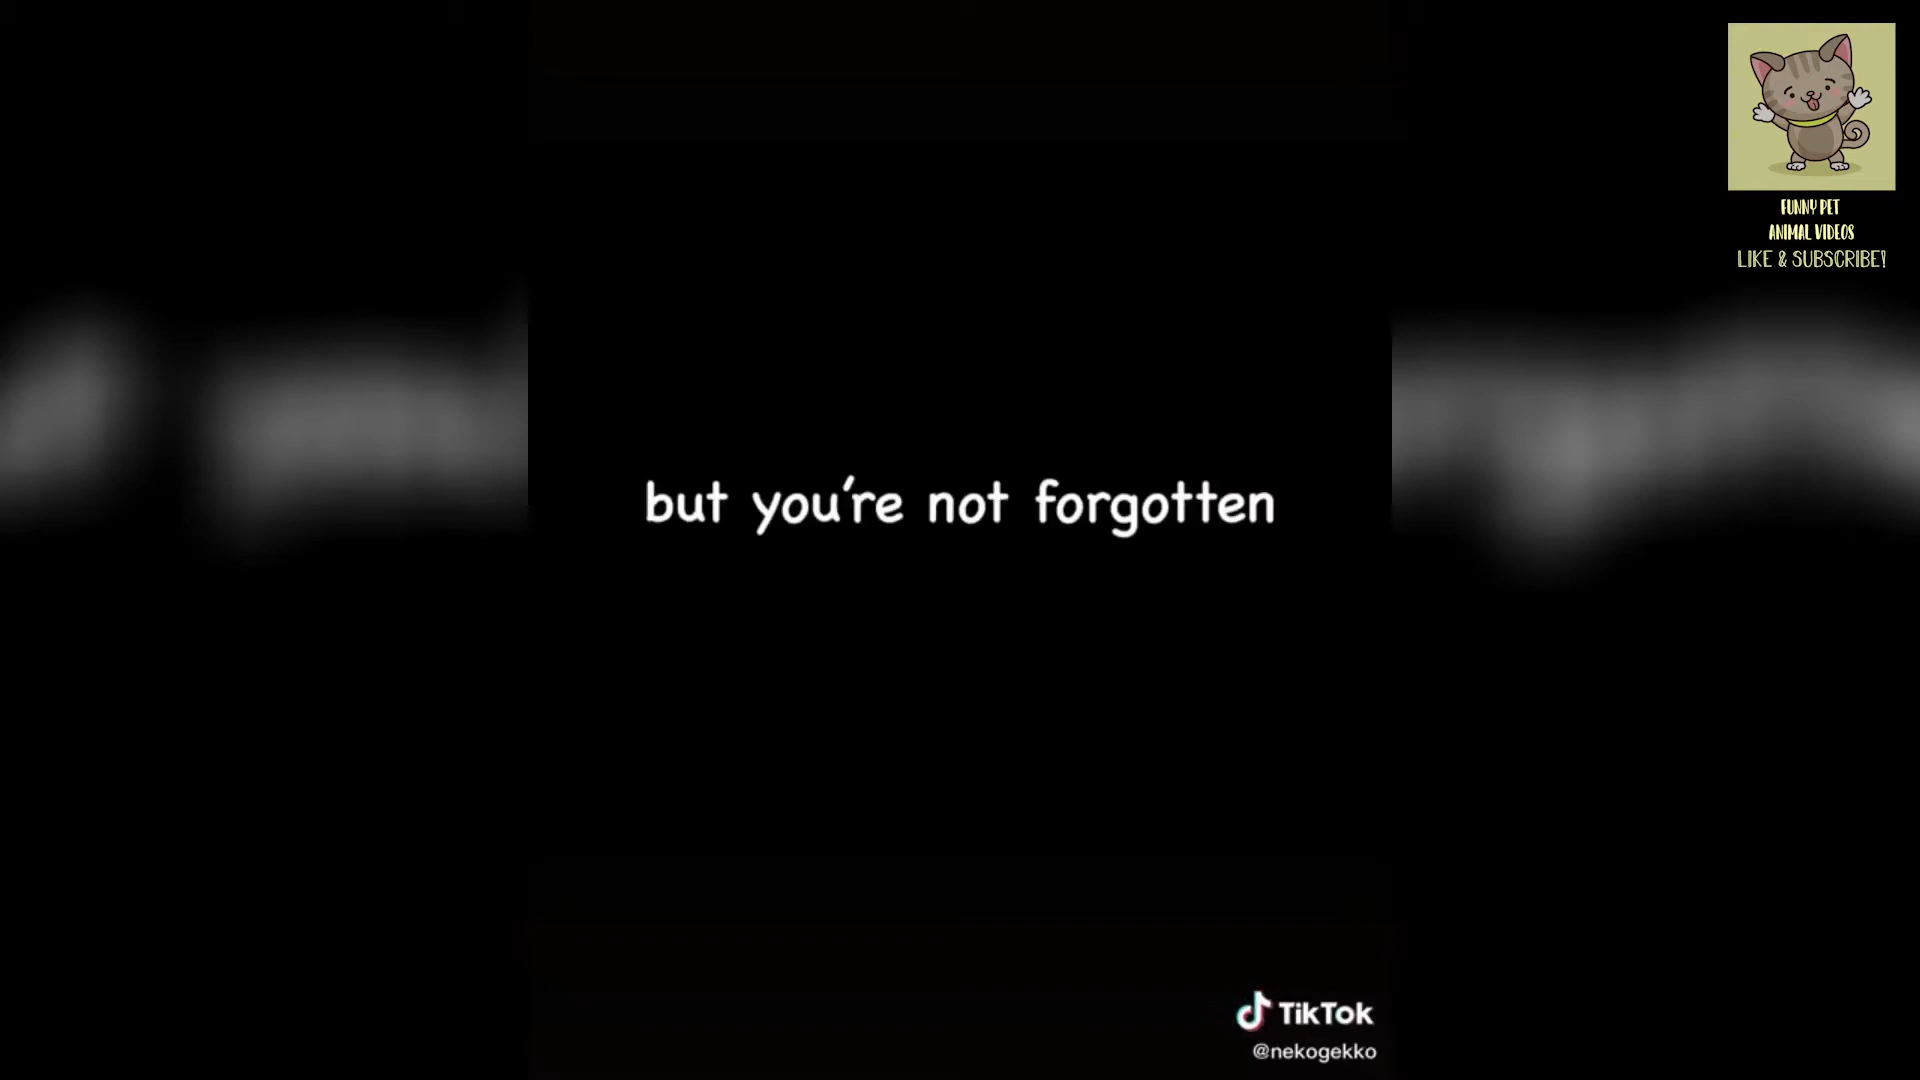 FUNNY PET
ANIMAL VIDEOS
LIKE & SUBSCRIBE!
but you're not forgotten
TikTok
@nekogekko